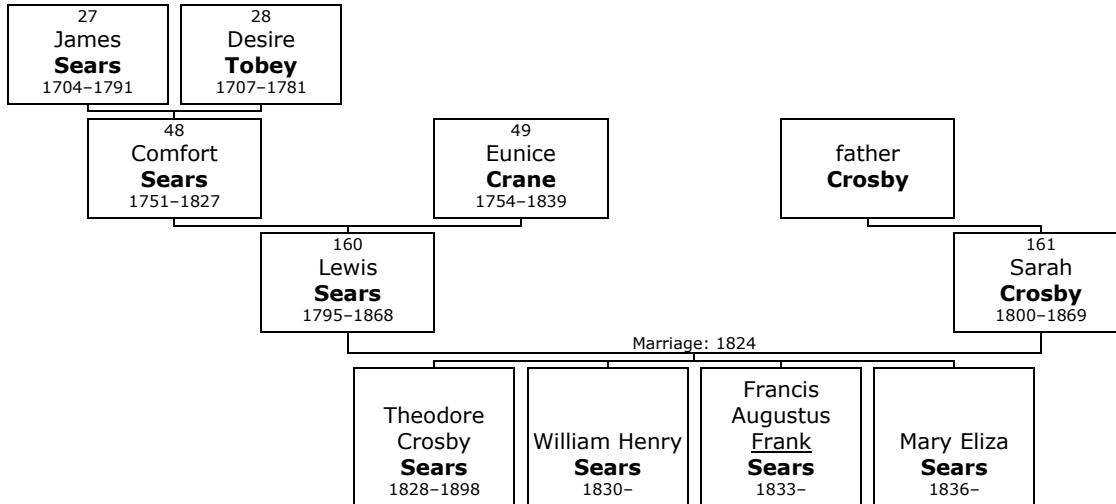 27
James
Sears
1704–1791
28
Desire
Tobey
1707–1781
48
Comfort
Sears
1751–1827
49
Eunice
Crane
1754–1839
father
Crosby
160
Lewis
Sears
1795–1868
161
Sarah
Crosby
1800–1869
Marriage: 1824
Theodore
Crosby
Sears
1828–1898
William Henry
Sears
1830–
Francis
Augustus
Frank
Sears
1833–
Mary Eliza
Sears
1836–